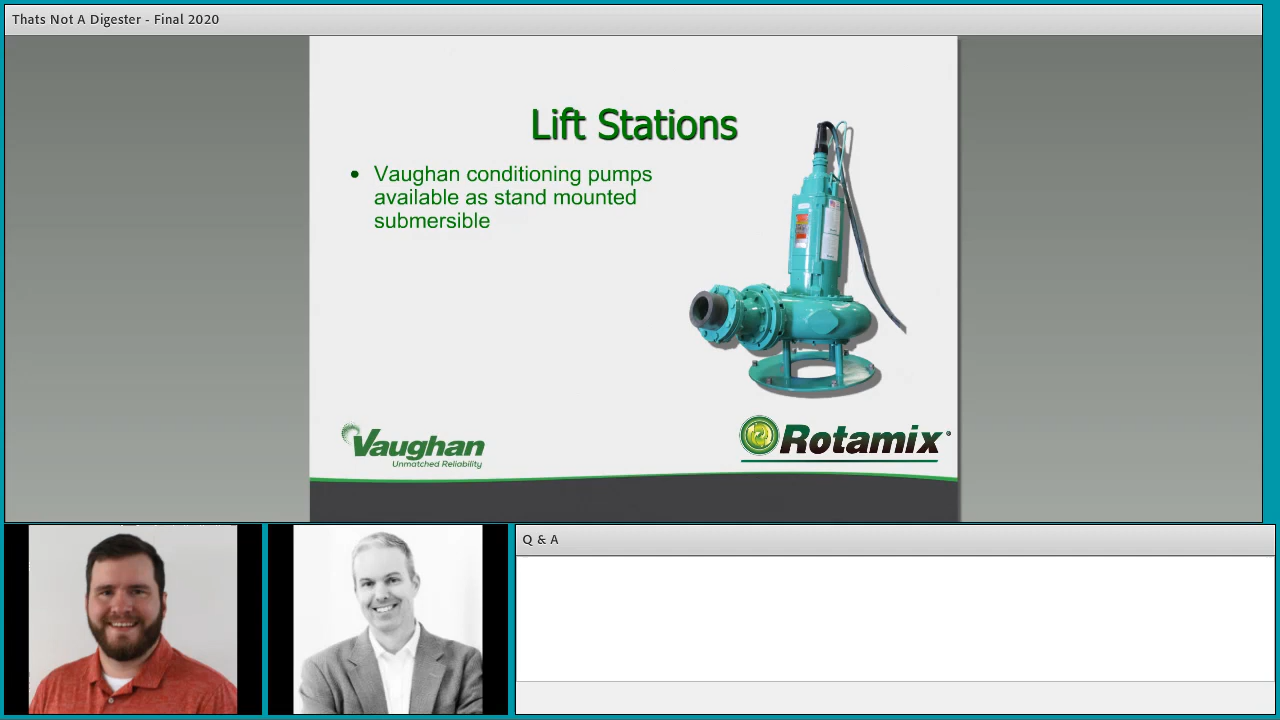 Thats Not A Digester - Final 2020
Lift Stations
• Vaughan conditioning pumps
available as stand mounted
submersible
Vaughan
Unmatched Reliability
Rotamix®
Q & A